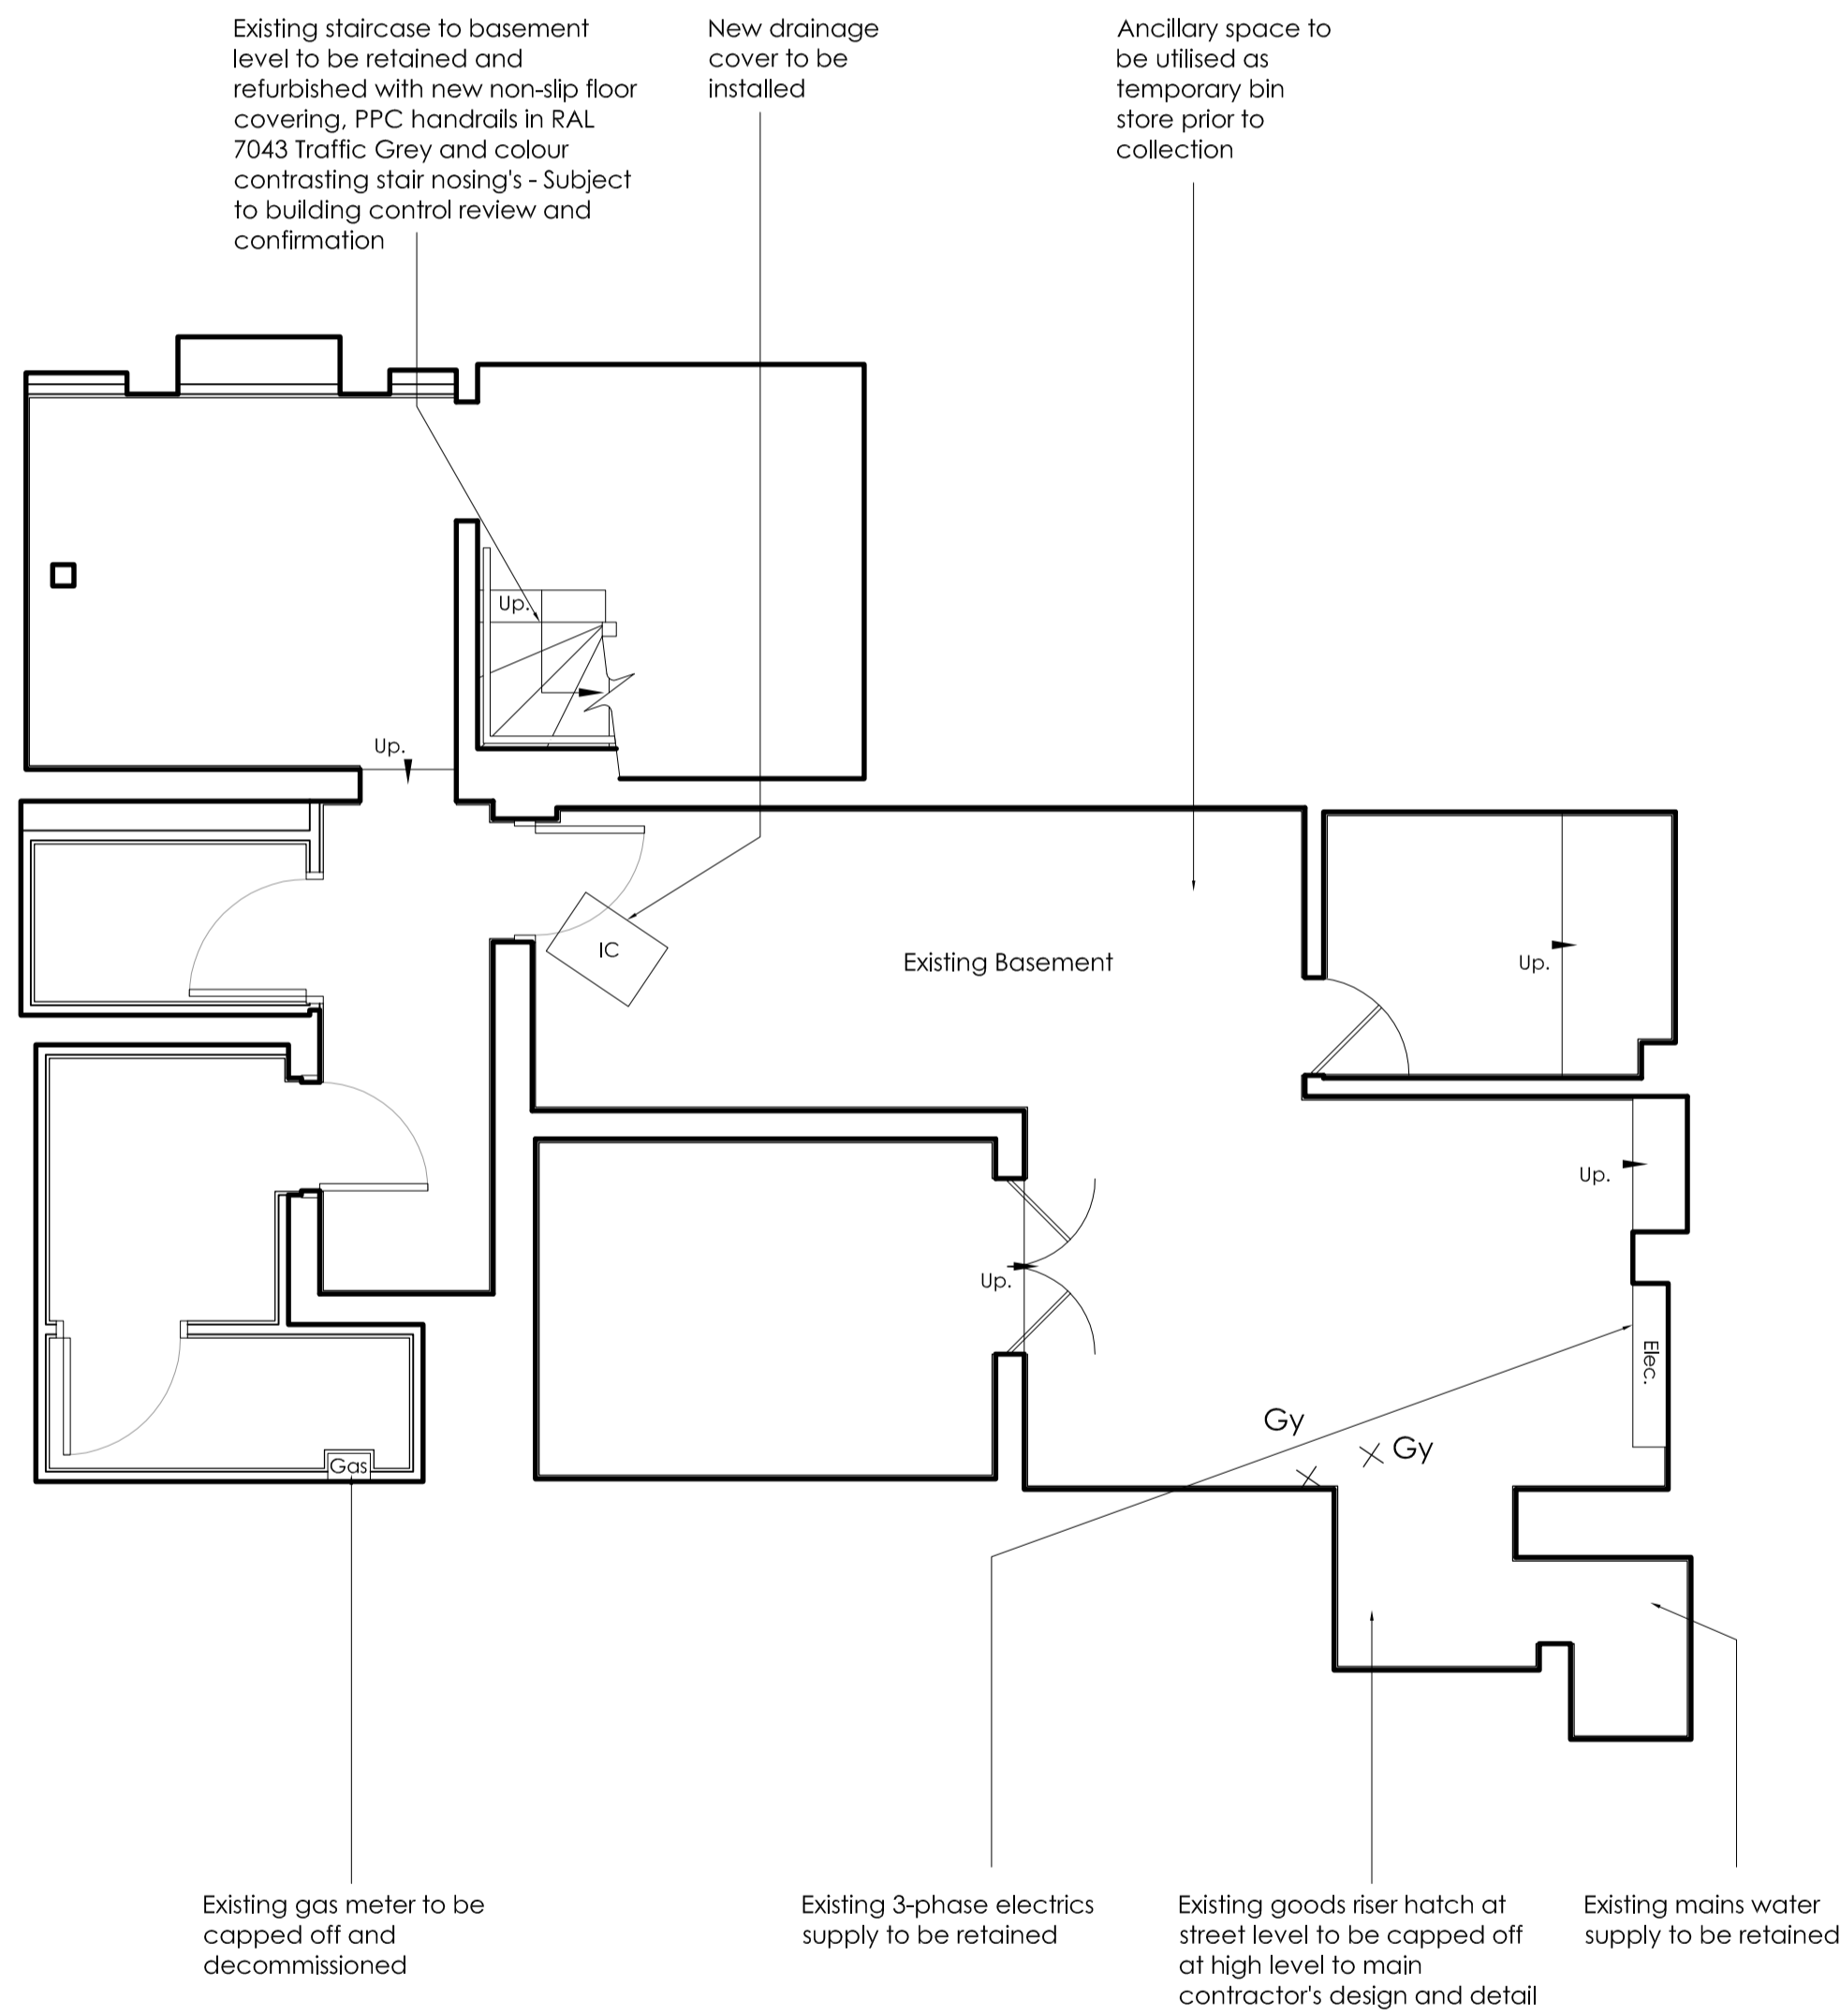 Existing staircase to basement
level to be retained and
refurbished with new non-slip floor
covering, PPC handrails in RAL
7043 Traffic Grey and colour
contrasting stair nosing's - Subject
to building control review and
confirmation
New drainage
cover to be
installed
Ancillary space to
be utilised as
temporary bin
store prior to
collection
Up.
Up.
IC
Existing Basement
Up.
Up.
Up.
Elec.
Gy
Gy
Gas
Existing gas meter to be
capped off and
decommissioned
Existing 3-phase electrics
supply to be retained
Existing goods riser hatch at
street level to be capped off
at high level to main
contractor's design and detail
Existing mains water
supply to be retained